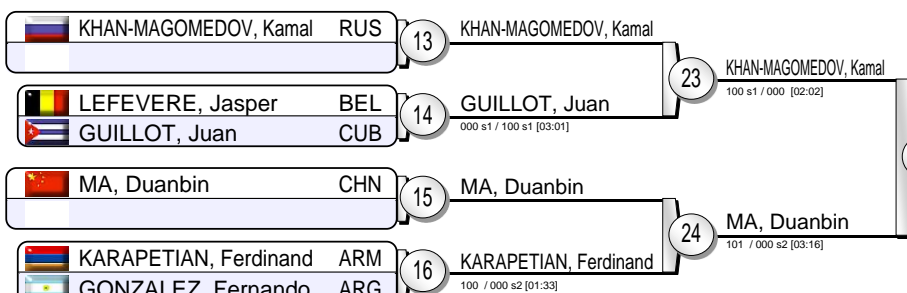 KHAN-MAGOMEDOV, Kamal RUS
13
KHAN-MAGOMEDOV, Kamal
23
KHAN-MAGOMEDOV, Kamal
100 s1 / 000 [02:02]
LEFEVERE, Jasper BEL
GUILLOT, Juan CUB
14
GUILLOT, Juan
000 s1 / 100 s1 [03:01]
MA, Duanbin CHN
15
MA, Duanbin
24
MA, Duanbin
101 / 000 s2 [03:16]
KARAPETIAN, Ferdinand ARM
GONZALEZ, Fernando ARG
16
KARAPETIAN, Ferdinand
100 / 000 s2 [01:33]